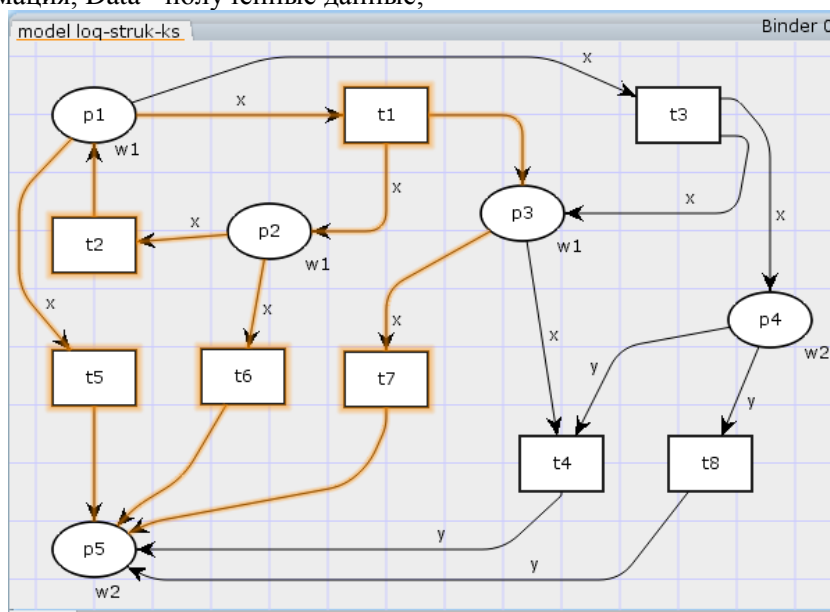 мация, Data - полученные данные,
model log-struk-ks
Binder 0
x
p1
x
t1
t3
w1
x
x
x
p3
x
p2
t2
w1
w1
x
p4
x
x
x
x
y
w2
t5
t6
t7
y
t4
t8
y
p5
y
w2